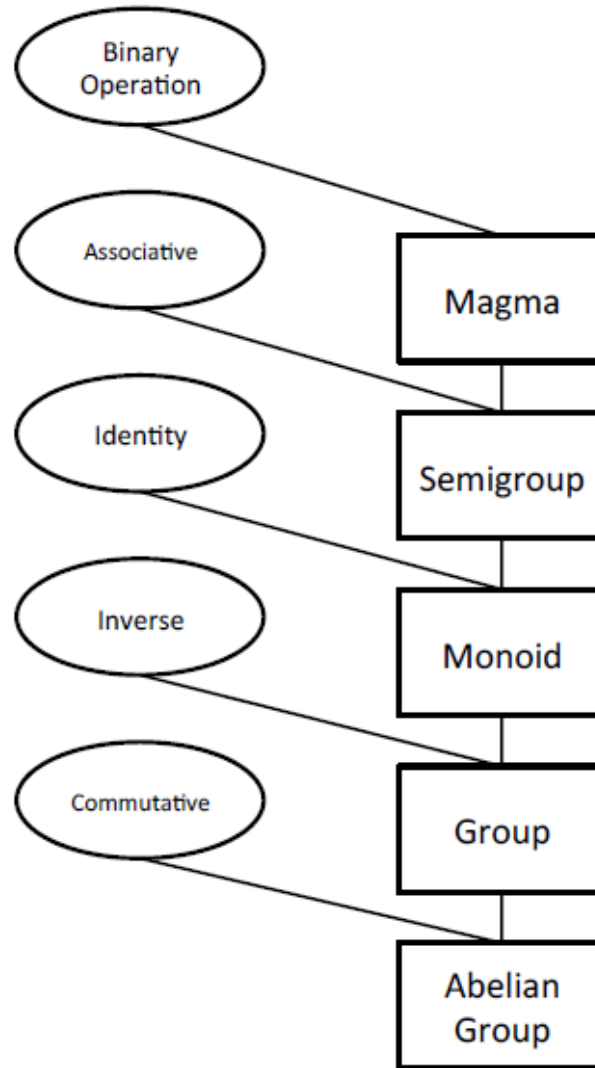 Binary
Operation
Associative
Magma
Identity
Semigroup
Inverse
Monoid
Commutative
Group
Abelian
Group